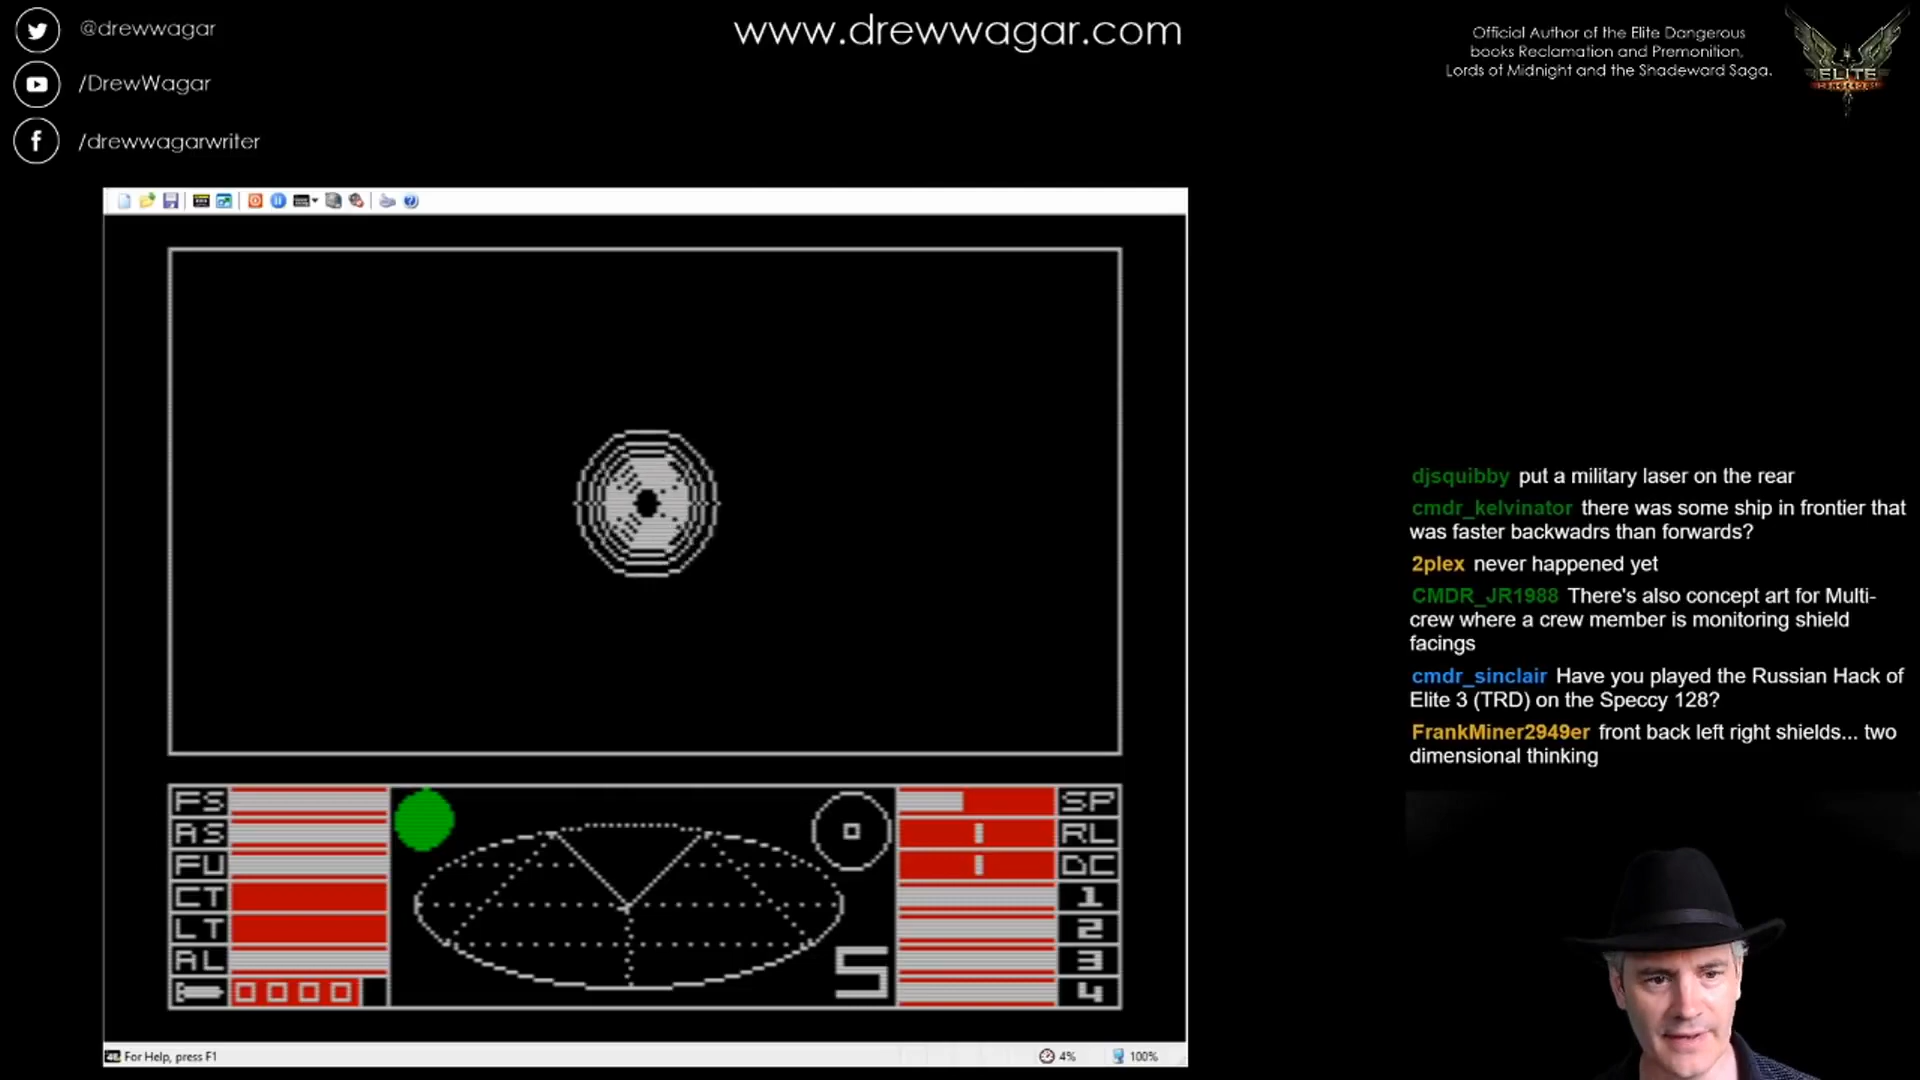 @drewwagar
/DrewWagar
/drewwagarwriter
www.drewwagar.com
Official Author of the Elite Dangerous
books Reclamation and Premonition,
Lords of Midnight and the Shadeward Saga.
ELITE
DANGEROUS
djsquibby put a military laser on the rear
cmdr_kelvinator there was some ship in frontier that
was faster backwadrs than forwards?
2plex never happened yet
CMDR_JR1988 There's also concept art for Multi-
crew where a crew member is monitoring shield
facings
cmdr_sinclair Have you played the Russian Hack of
Elite 3 (TRD) on the Speccy 128?
FrankMiner2949er front back left right shields... two
dimensional thinking
FS
AS
FU
CT
LT
AL
S
SP
RL
DC
1
2
3
4
For Help, press F1
4%
100%